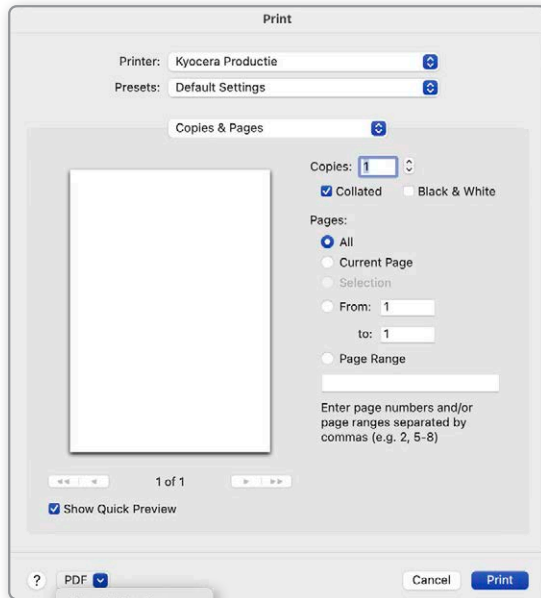 Print
Printer: Kyocera Productie
Presets: Default Settings
Copies & Pages
Copies: 1
Collated Black & White
Pages:
All
Current Page
Selection
From: 1
to: 1
Page Range
Enter page numbers and/or
page ranges separated by
commas (e.g. 2, 5-8)
1 of 1
Show Quick Preview
? PDF Cancel Print